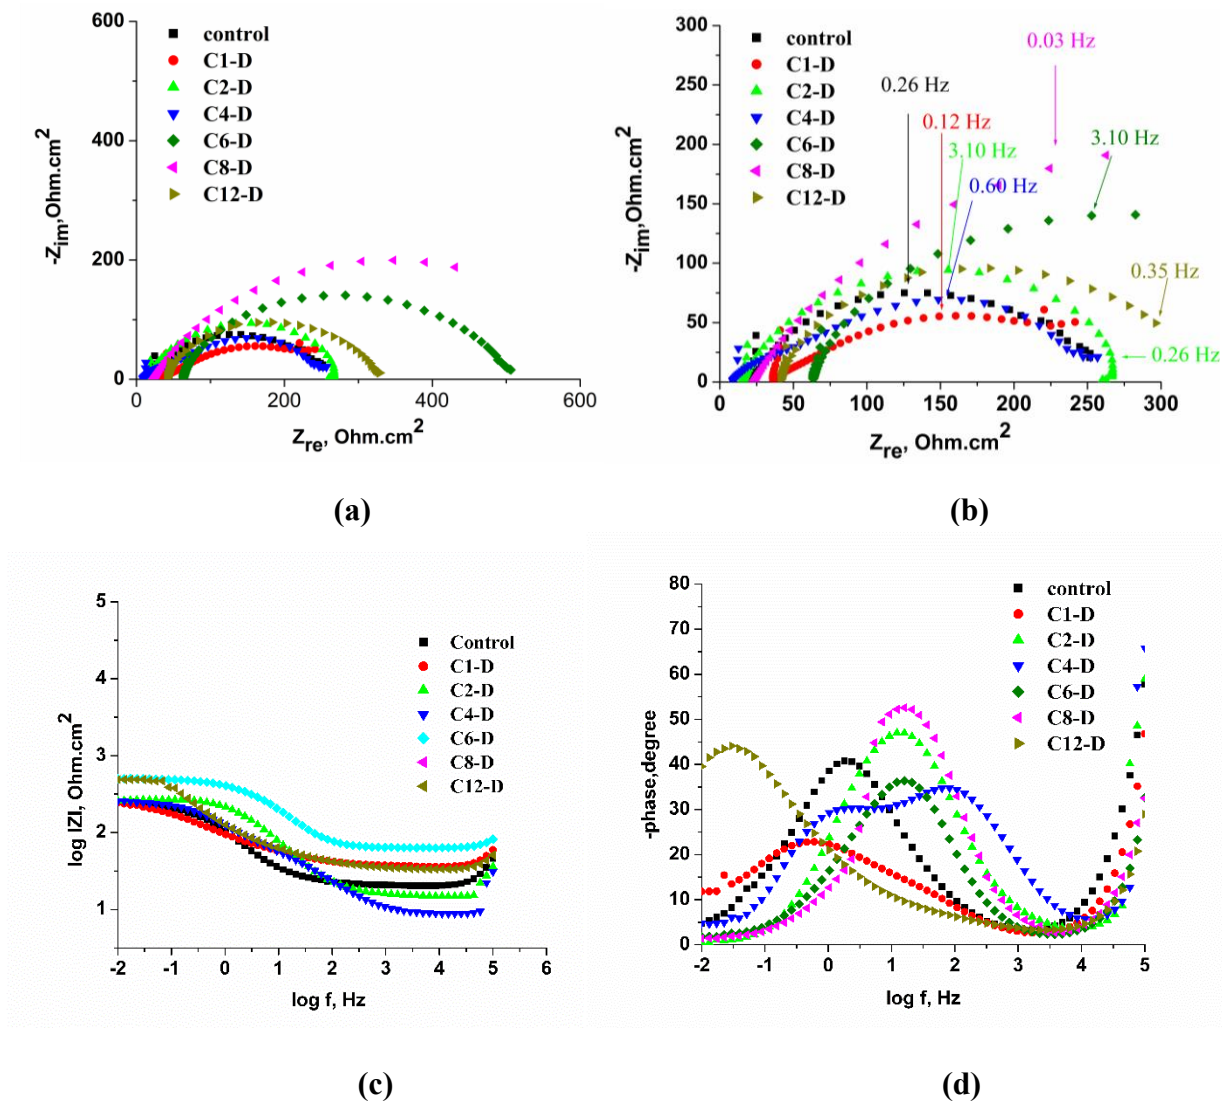 600
400
200
0
-Zim,Ohm.cm2
control
C1-D
C2-D
C4-D
C6-D
C8-D
C12-D
0 200 400 600
Zre, Ohm.cm2
(a)
300
250
200
150
100
50
0
-Zim,Ohm.cm2
control
C1-D
C2-D
C4-D
C6-D
C8-D
C12-D
0.03 Hz
0.26 Hz
0.12 Hz
3.10 Hz
3.10 Hz
0.60 Hz
0.35 Hz
0.26 Hz
0 50 100 150 200 250 300
Zre, Ohm.cm2
(b)
5
4
3
2
1
log |Z|, Ohm.cm2
Control
C1-D
C2-D
C4-D
C6-D
C8-D
C12-D
-2 -1 0 1 2 3 4 5 6
log f, Hz
(c)
80
70
60
50
40
30
20
10
0
-phase,degree
control
C1-D
C2-D
C4-D
C6-D
C8-D
C12-D
-2 -1 0 1 2 3 4 5
log f, Hz
(d)